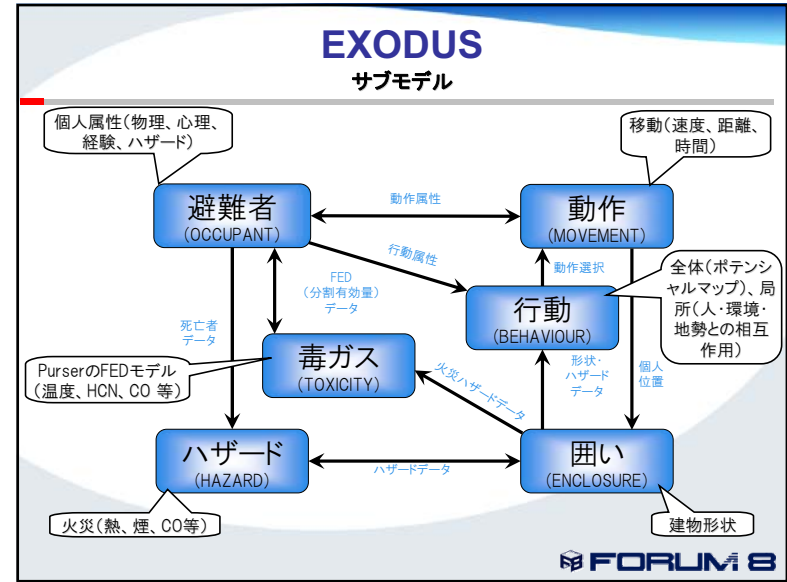 EXODUS
サブモデル
個人属性(物理、心理、
経験、ハザード)
移動(速度、距離、
時間)
避難者
(OCCUPANT)
動作属性
動作
(MOVEMENT)
行動属性
動作選択
全体(ポテンシ
ャルマップ)、局
所(人・環境・
地勢との相互
作用)
FED
(分割有効量)
データ
行動
(BEHAVIOUR)
死亡者
データ
毒ガス
(TOXICITY)
PurserのFEDモデル
(温度、HCN、CO 等)
火災ハザードデータ
形状・
ハザード
データ
個人
位置
ハザード
(HAZARD)
ハザードデータ
囲い
(ENCLOSURE)
火災(熱、煙、CO等)
建物形状
FORUM 8